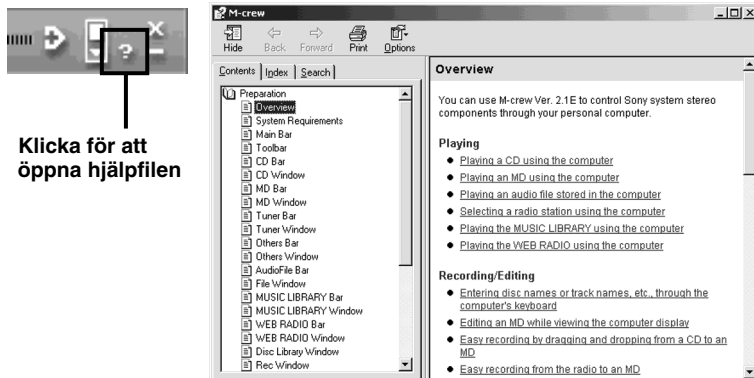 ?
Klicka för att
öppna hjälpfilen
M-crew
Hide Back Forward Print Options
Contents Index Search
Preparation
Overview
System Requirements
Main Bar
Toolbar
CD Bar
CD Window
MD Bar
MD Window
Tuner Bar
Tuner Window
Others Bar
Others Window
AudioFile Bar
File Window
MUSIC LIBRARY Bar
MUSIC LIBRARY Window
WEB RADIO Bar
WEB RADIO Window
Disc Library Window
Rec Window
Overview
You can use M-crew Ver. 2.1E to control Sony system stereo
components through your personal computer.
Playing
Playing a CD using the computer
Playing an MD using the computer
Playing an audio file stored in the computer
Selecting a radio station using the computer
Playing the MUSIC LIBRARY using the computer
Playing the WEB RADIO using the computer
Recording/Editing
Entering disc names or track names, etc., through the
computer's keyboard
Editing an MD while viewing the computer display
Easy recording by dragging and dropping from a CD to an
MD
Easy recording from the radio to an MD